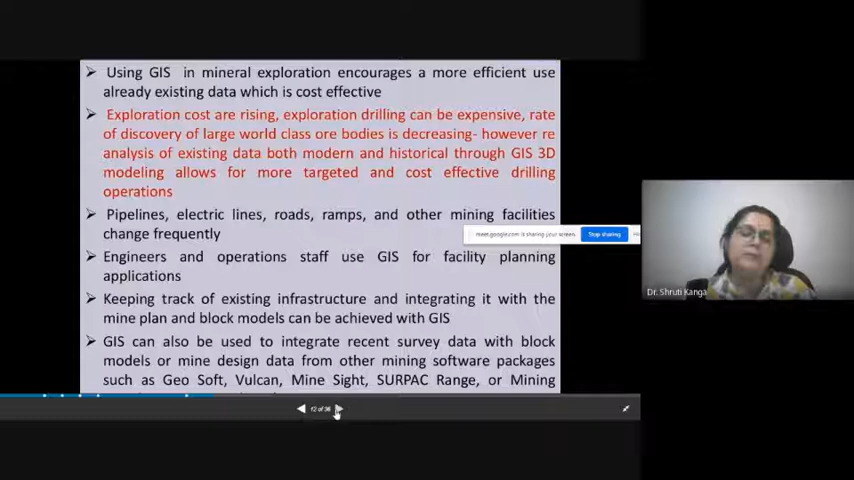 ➢ Using GIS in mineral exploration encourages a more efficient use
already existing data which is cost effective
➢ Exploration cost are rising, exploration drilling can be expensive, rate
of discovery of large world class ore bodies is decreasing- however re
analysis of existing data both modern and historical through GIS 3D
modeling allows for more targeted and cost effective drilling
operations
➢ Pipelines, electric lines, roads, ramps, and other mining facilities
change frequently
meet.google.com is sharing your screen.
Stop sharing
➢ Engineers and operations staff use GIS for facility planning
applications
➢ Keeping track of existing infrastructure and integrating it with the
mine plan and block models can be achieved with GIS
➢ GIS can also be used to integrate recent survey data with block
models or mine design data from other mining software packages
such as Geo Soft, Vulcan, Mine Sight, SURPAC Range, or Mining
Dr. Shruti Kanga